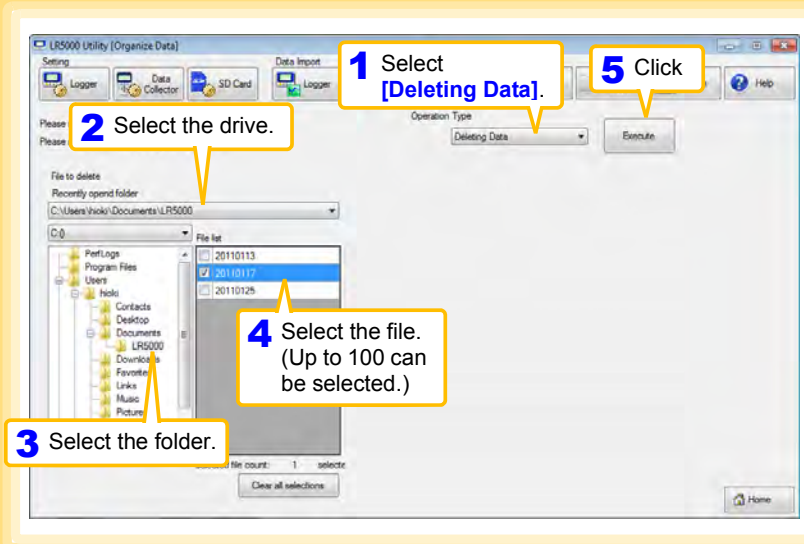 LR5000 Utility [Organize Data]
Setting
Data Import
Logger
Data
Collector
SD Card
Logger
Help
1 Select
[Deleting Data].
5 Click
Please
Please
2 Select the drive.
Operation Type
Deleting Data
Execute
File to delete
Recently opend folder
C:\Users\hioki\Documents\LR5000
C:()
File list
PerfLogs
Program Files
Users
hioki
Contacts
Desktop
Documents
LR5000
Downloads
Favorites
Links
Music
Picture
20110113
20110117
20110125
4 Select the file.
(Up to 100 can
be selected.)
3 Select the folder.
file count: 1 selecte
Clear all selections
Home